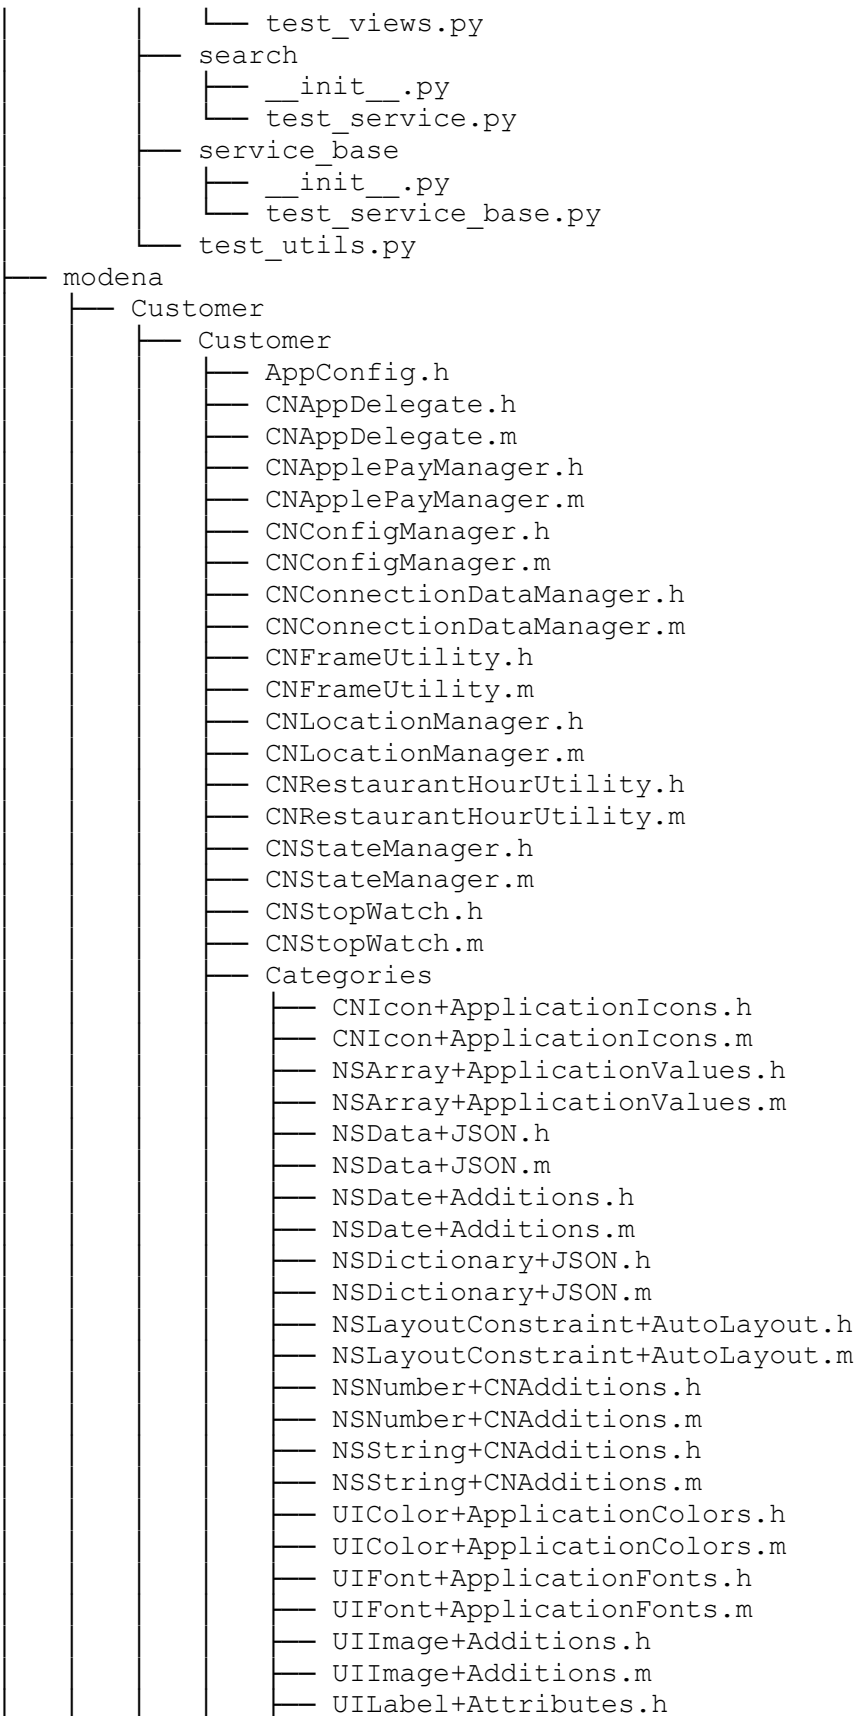 │       │   └── test_views.py
│       ├── search
│       │   ├── __init__.py
│       │   └── test_service.py
│       ├── service_base
│       │   ├── __init__.py
│       │   └── test_service_base.py
│       └── test_utils.py
├── modena
│   ├── Customer
│   │   ├── Customer
│   │   │   ├── AppConfig.h
│   │   │   ├── CNAppDelegate.h
│   │   │   ├── CNAppDelegate.m
│   │   │   ├── CNApplePayManager.h
│   │   │   ├── CNApplePayManager.m
│   │   │   ├── CNConfigManager.h
│   │   │   ├── CNConfigManager.m
│   │   │   ├── CNConnectionDataManager.h
│   │   │   ├── CNConnectionDataManager.m
│   │   │   ├── CNFrameUtility.h
│   │   │   ├── CNFrameUtility.m
│   │   │   ├── CNLocationManager.h
│   │   │   ├── CNLocationManager.m
│   │   │   ├── CNRestaurantHourUtility.h
│   │   │   ├── CNRestaurantHourUtility.m
│   │   │   ├── CNStateManager.h
│   │   │   ├── CNStateManager.m
│   │   │   ├── CNStopWatch.h
│   │   │   ├── CNStopWatch.m
│   │   │   ├── Categories
│   │   │   │   ├── CNIcon+ApplicationIcons.h
│   │   │   │   ├── CNIcon+ApplicationIcons.m
│   │   │   │   ├── NSArray+ApplicationValues.h
│   │   │   │   ├── NSArray+ApplicationValues.m
│   │   │   │   ├── NSData+JSON.h
│   │   │   │   ├── NSData+JSON.m
│   │   │   │   ├── NSDate+Additions.h
│   │   │   │   ├── NSDate+Additions.m
│   │   │   │   ├── NSDictionary+JSON.h
│   │   │   │   ├── NSDictionary+JSON.m
│   │   │   │   ├── NSLayoutConstraint+AutoLayout.h
│   │   │   │   ├── NSLayoutConstraint+AutoLayout.m
│   │   │   │   ├── NSNumber+CNAdditions.h
│   │   │   │   ├── NSNumber+CNAdditions.m
│   │   │   │   ├── NSString+CNAdditions.h
│   │   │   │   ├── NSString+CNAdditions.m
│   │   │   │   ├── UIColor+ApplicationColors.h
│   │   │   │   ├── UIColor+ApplicationColors.m
│   │   │   │   ├── UIFont+ApplicationFonts.h
│   │   │   │   ├── UIFont+ApplicationFonts.m
│   │   │   │   ├── UIImage+Additions.h
│   │   │   │   ├── UIImage+Additions.m
│   │   │   │   ├── UILabel+Attributes.h